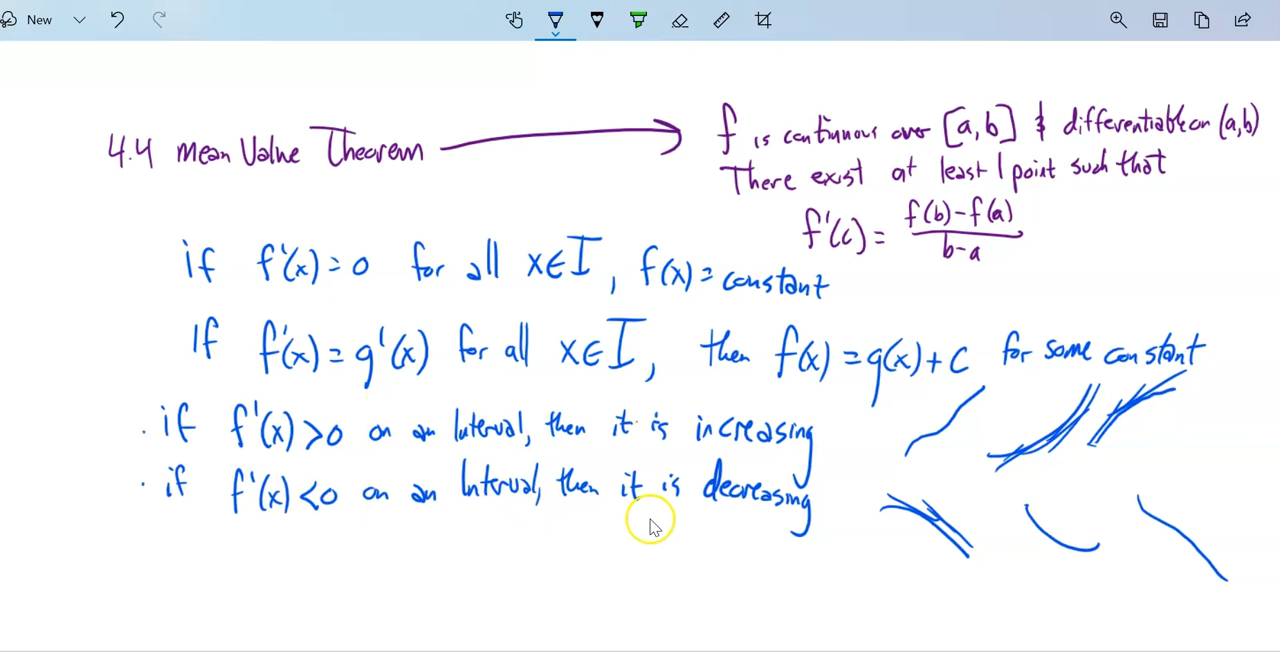 New
4.4 Mean Value Theorem
f is continuous over [a,b] & differentiable on (a,b)
There exist at least 1 point such that
f'(c) = f(b)-f(a) / b-a
if f'(x) = 0 for all x∈I, f(x) = constant
If f'(x) = g'(x) for all x∈I, then f(x) = g(x) + C for some constant
. if f'(x) > 0 on an Interval, then it is increasing
. if f'(x) < 0 on an Interval, then it is decreasing